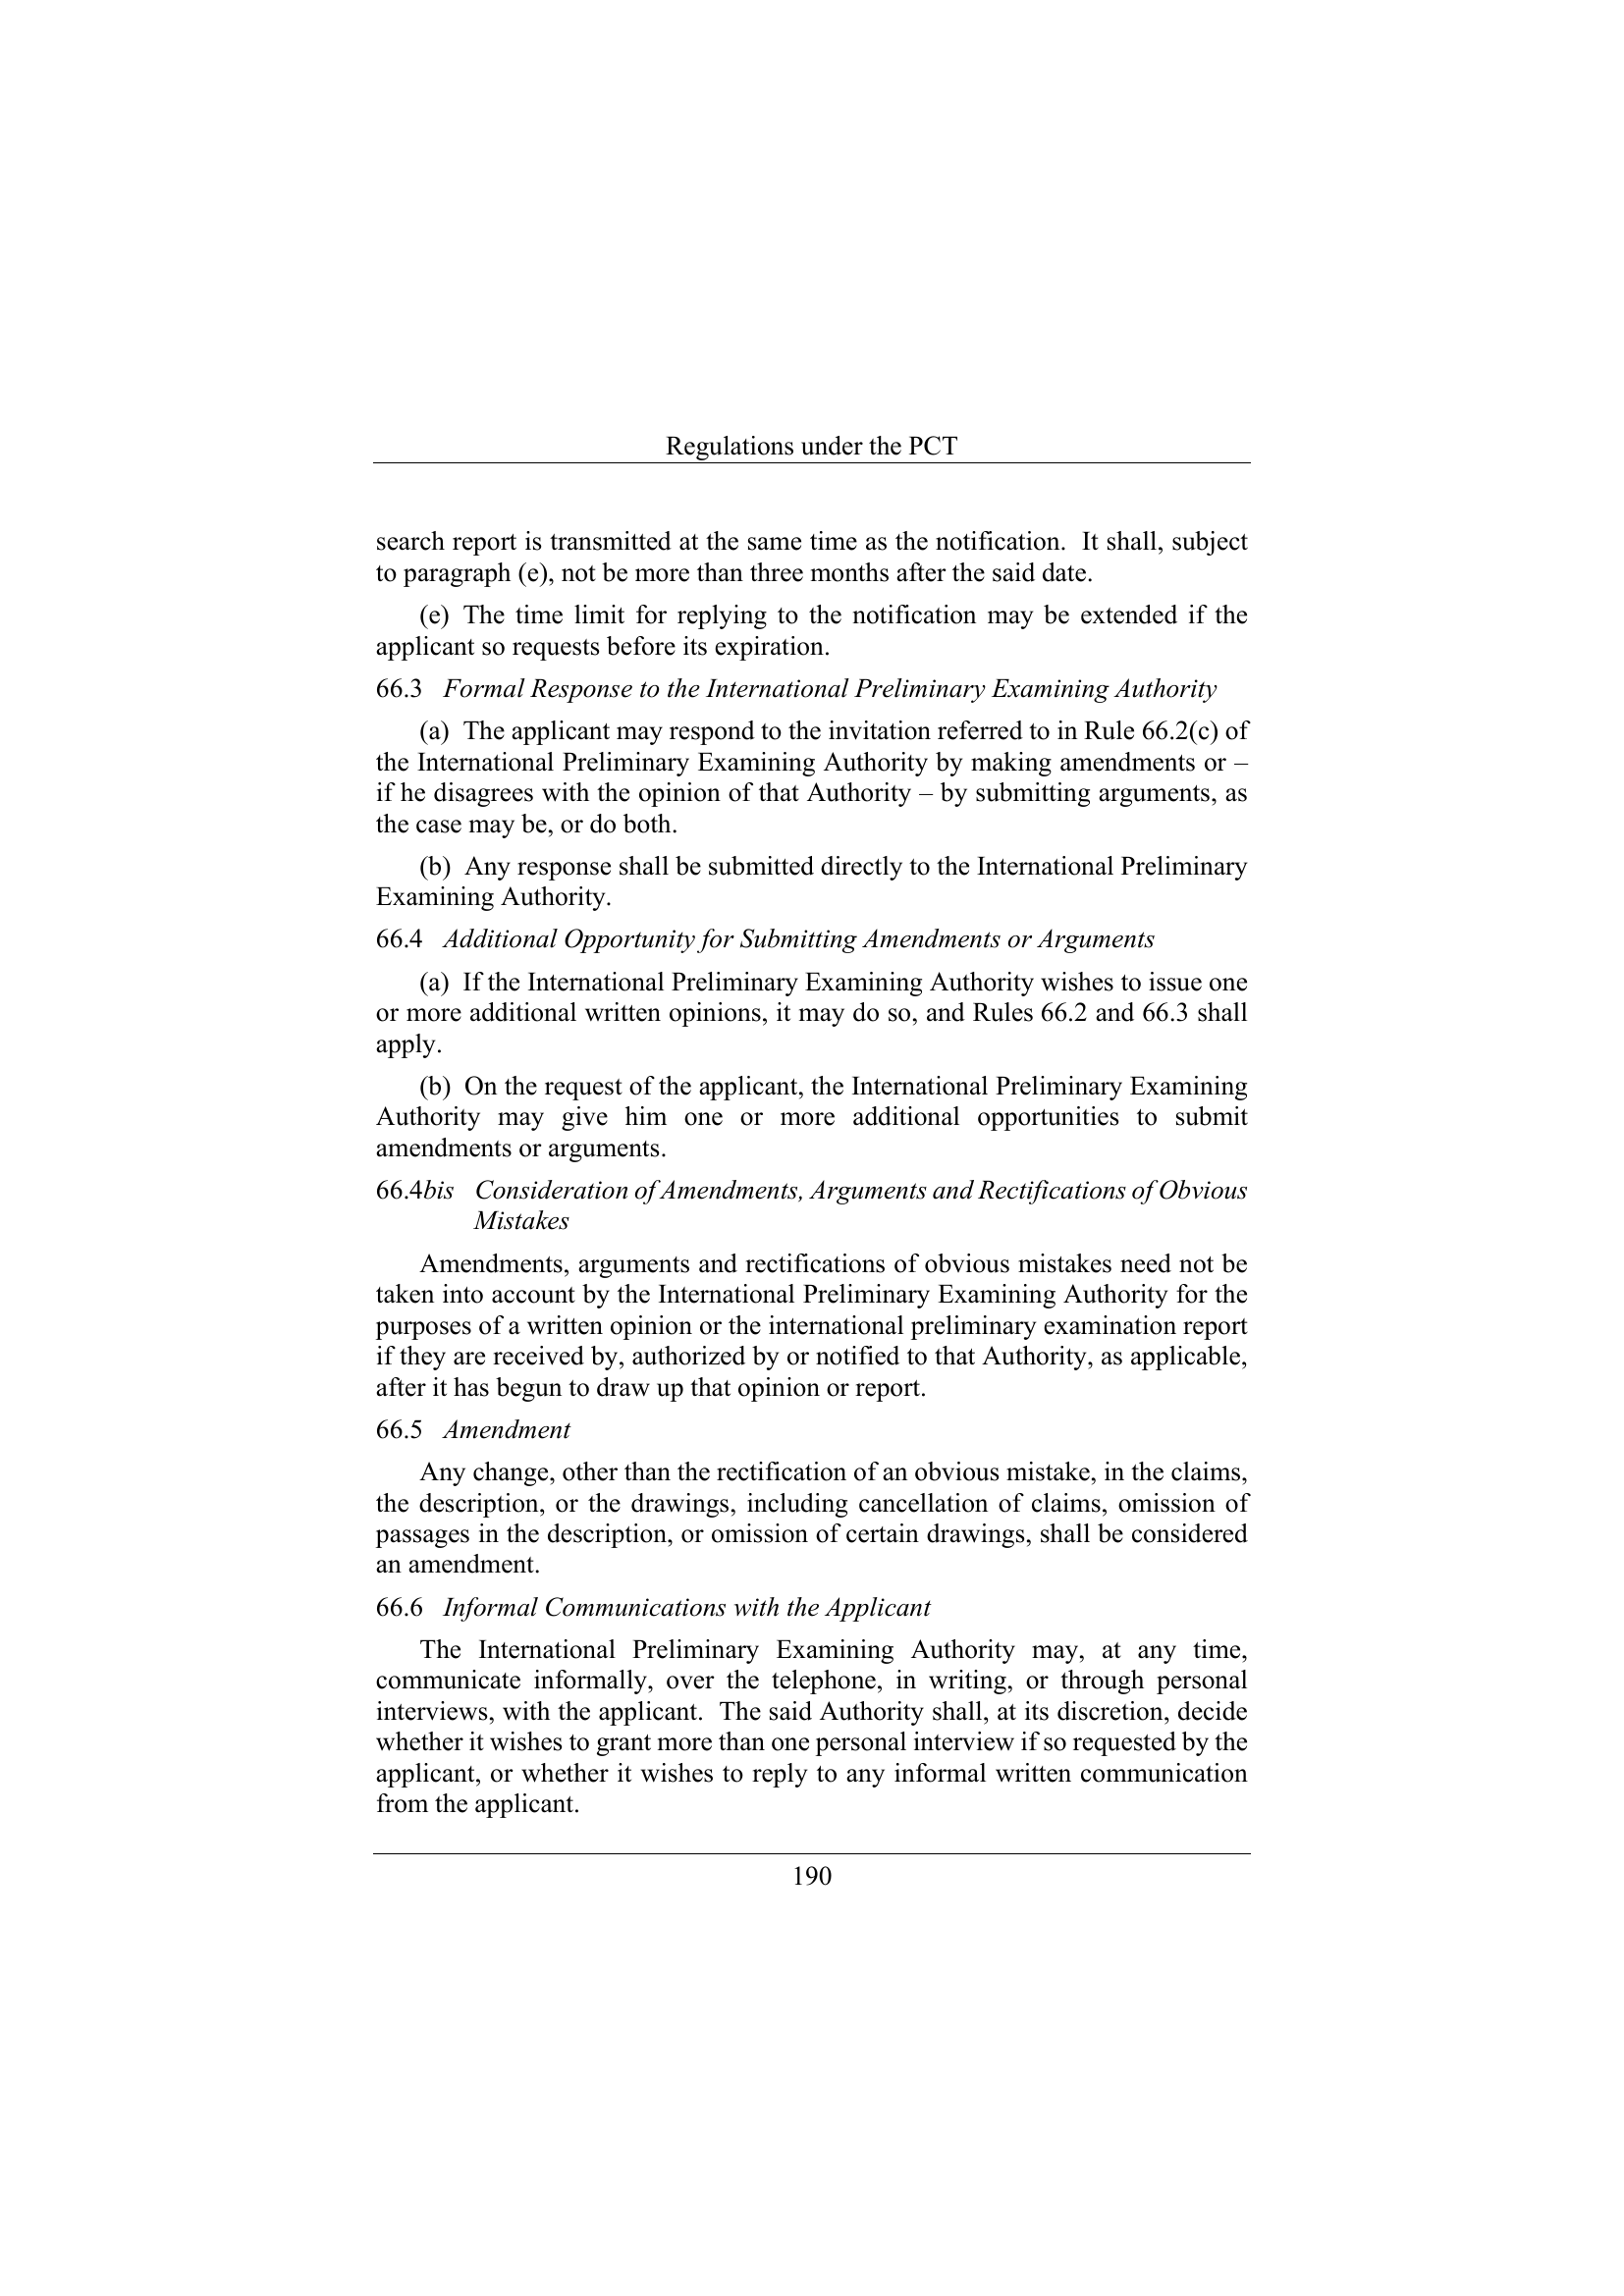 Regulations under the PCT
search report is transmitted at the same time as the notification. It shall, subject
to paragraph (e), not be more than three months after the said date.
(e) The time limit for replying to the notification may be extended if the
applicant so requests before its expiration.
66.3 Formal Response to the International Preliminary Examining Authority
(a) The applicant may respond to the invitation referred to in Rule 66.2(c) of
the International Preliminary Examining Authority by making amendments or –
if he disagrees with the opinion of that Authority – by submitting arguments, as
the case may be, or do both.
(b) Any response shall be submitted directly to the International Preliminary
Examining Authority.
66.4 Additional Opportunity for Submitting Amendments or Arguments
(a) If the International Preliminary Examining Authority wishes to issue one
or more additional written opinions, it may do so, and Rules 66.2 and 66.3 shall
apply.
(b) On the request of the applicant, the International Preliminary Examining
Authority may give him one or more additional opportunities to submit
amendments or arguments.
66.4bis Consideration of Amendments, Arguments and Rectifications of Obvious
Mistakes
Amendments, arguments and rectifications of obvious mistakes need not be
taken into account by the International Preliminary Examining Authority for the
purposes of a written opinion or the international preliminary examination report
if they are received by, authorized by or notified to that Authority, as applicable,
after it has begun to draw up that opinion or report.
66.5 Amendment
Any change, other than the rectification of an obvious mistake, in the claims,
the description, or the drawings, including cancellation of claims, omission of
passages in the description, or omission of certain drawings, shall be considered
an amendment.
66.6 Informal Communications with the Applicant
The International Preliminary Examining Authority may, at any time,
communicate informally, over the telephone, in writing, or through personal
interviews, with the applicant. The said Authority shall, at its discretion, decide
whether it wishes to grant more than one personal interview if so requested by the
applicant, or whether it wishes to reply to any informal written communication
from the applicant.
190